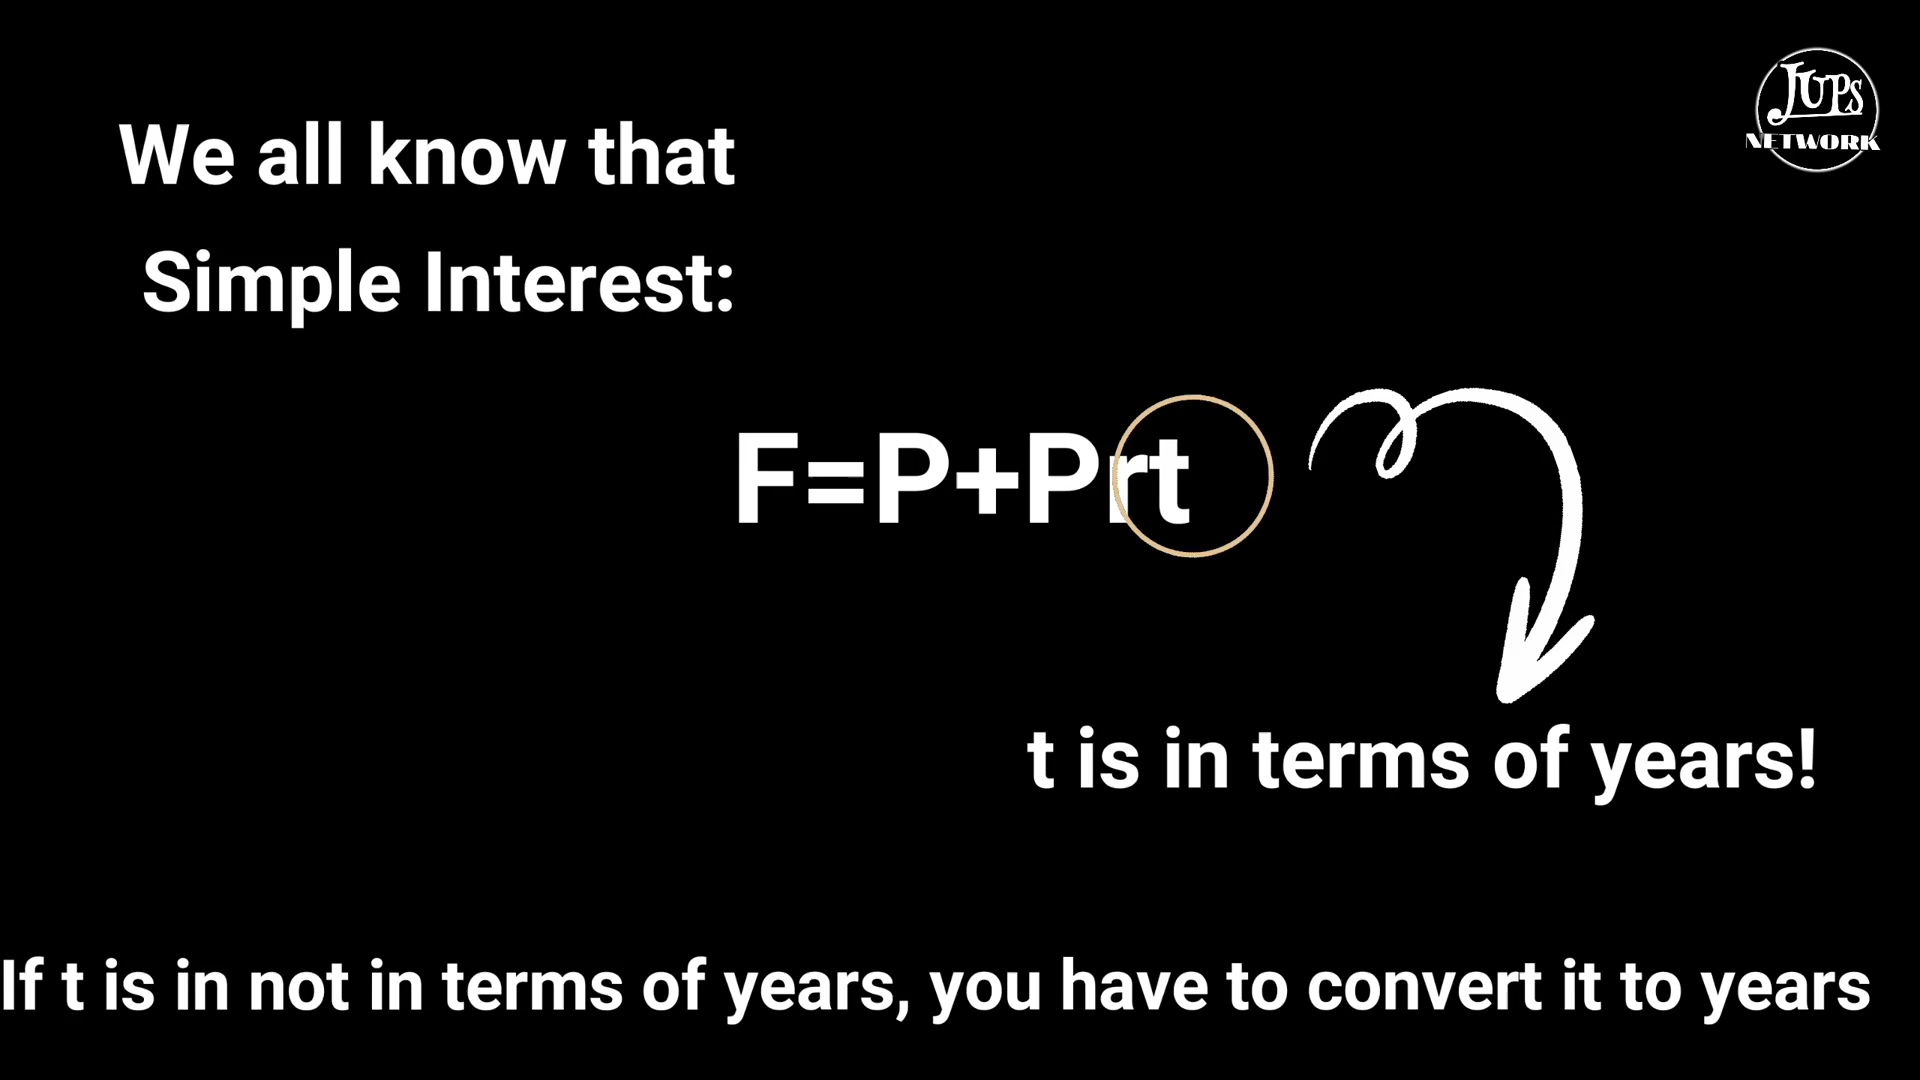 JUPS
NETWORK
We all know that
Simple Interest:
F=P+Prt
t is in terms of years!
If t is in not in terms of years, you have to convert it to years